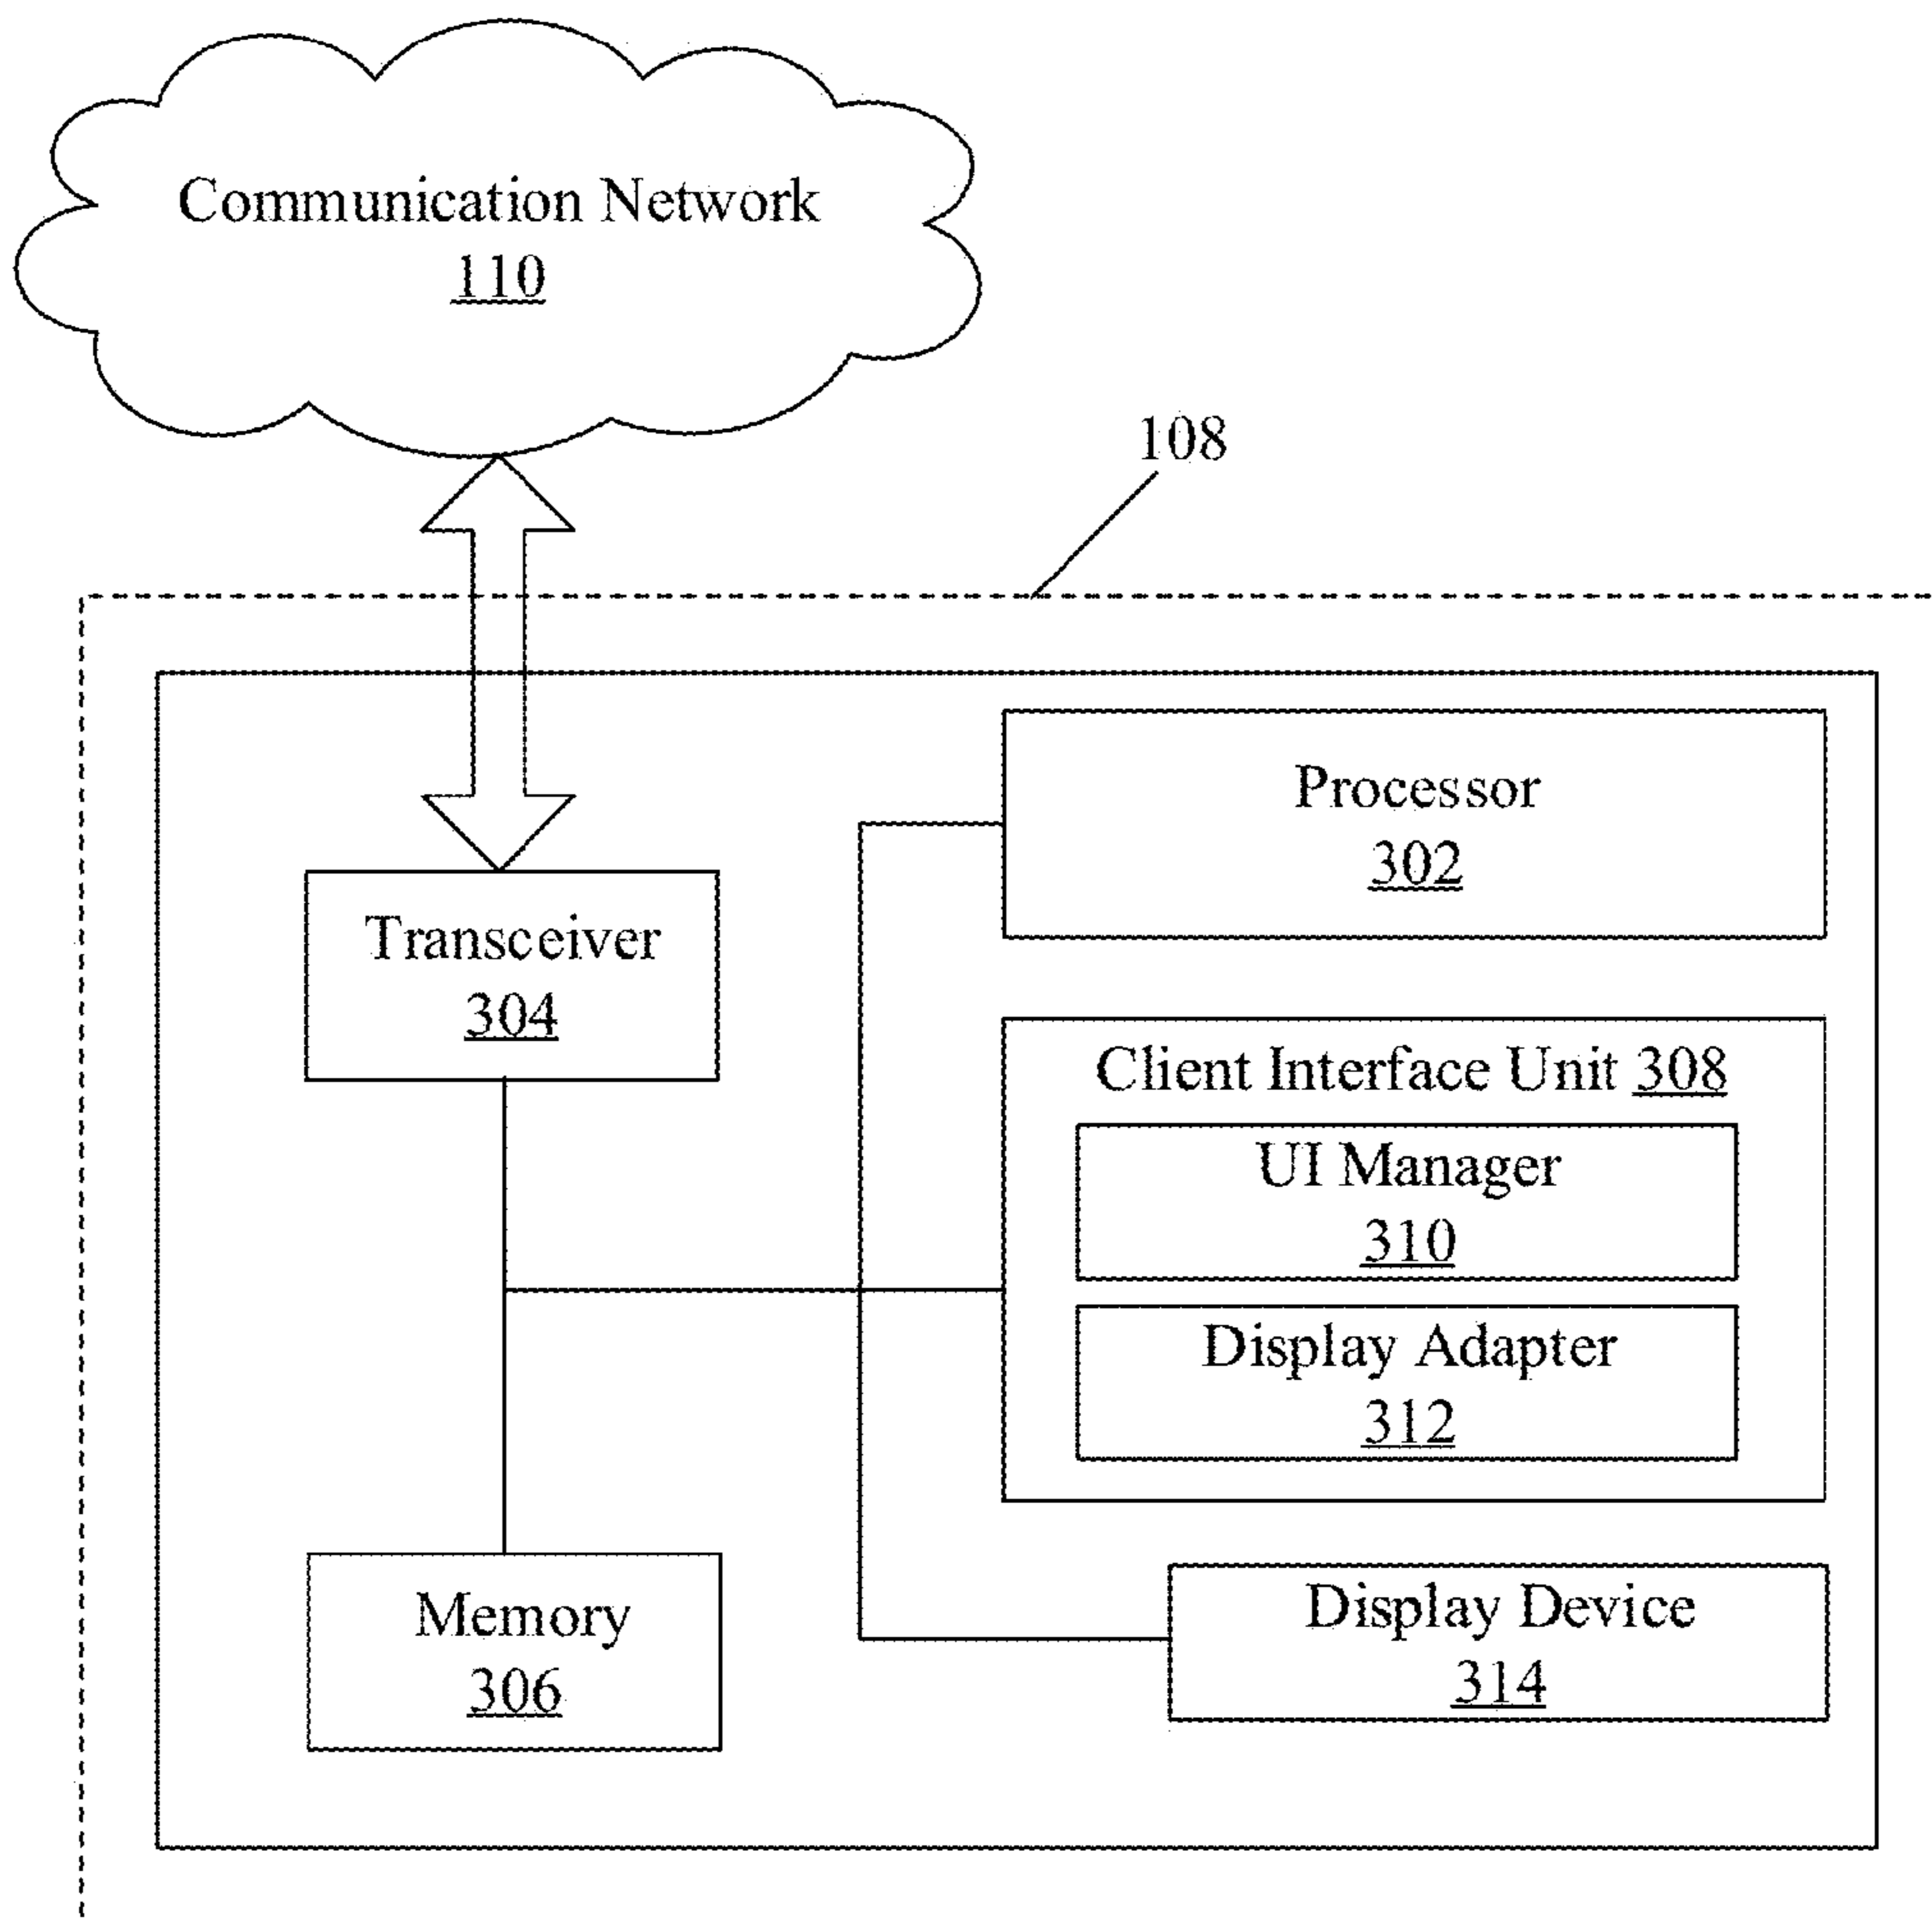 Communication Network
110
108
Processor
302
Transceiver
304
Client Interface Unit 308
UI Manager
310
Display Adapter
312
Memory
306
Display Device
314